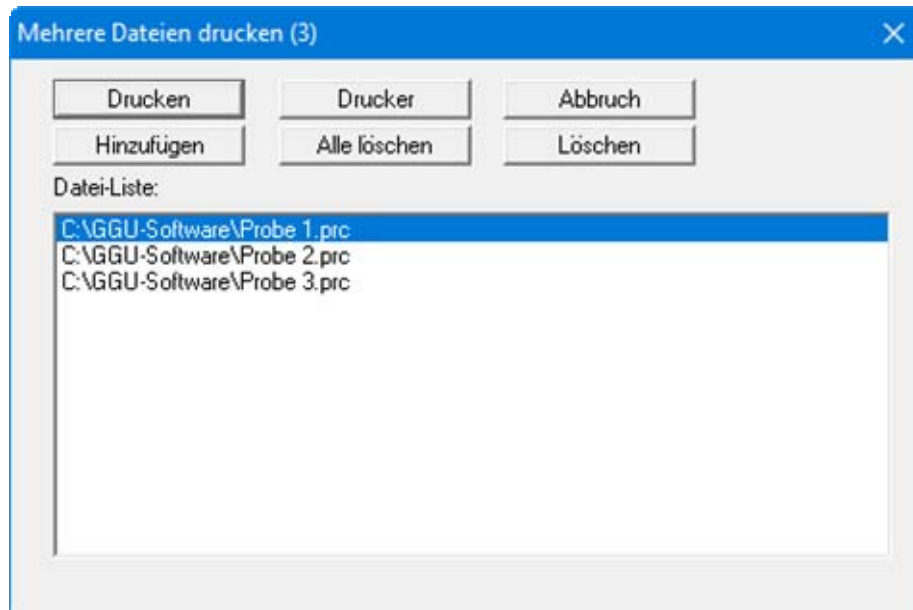 Mehrere Dateien drucken (3)
Drucken Drucker Abbruch
Hinzufügen Alle löschen Löschen
Datei-Liste:
C:\GGU-Software\Probe 1.prc
C:\GGU-Software\Probe 2.prc
C:\GGU-Software\Probe 3.prc